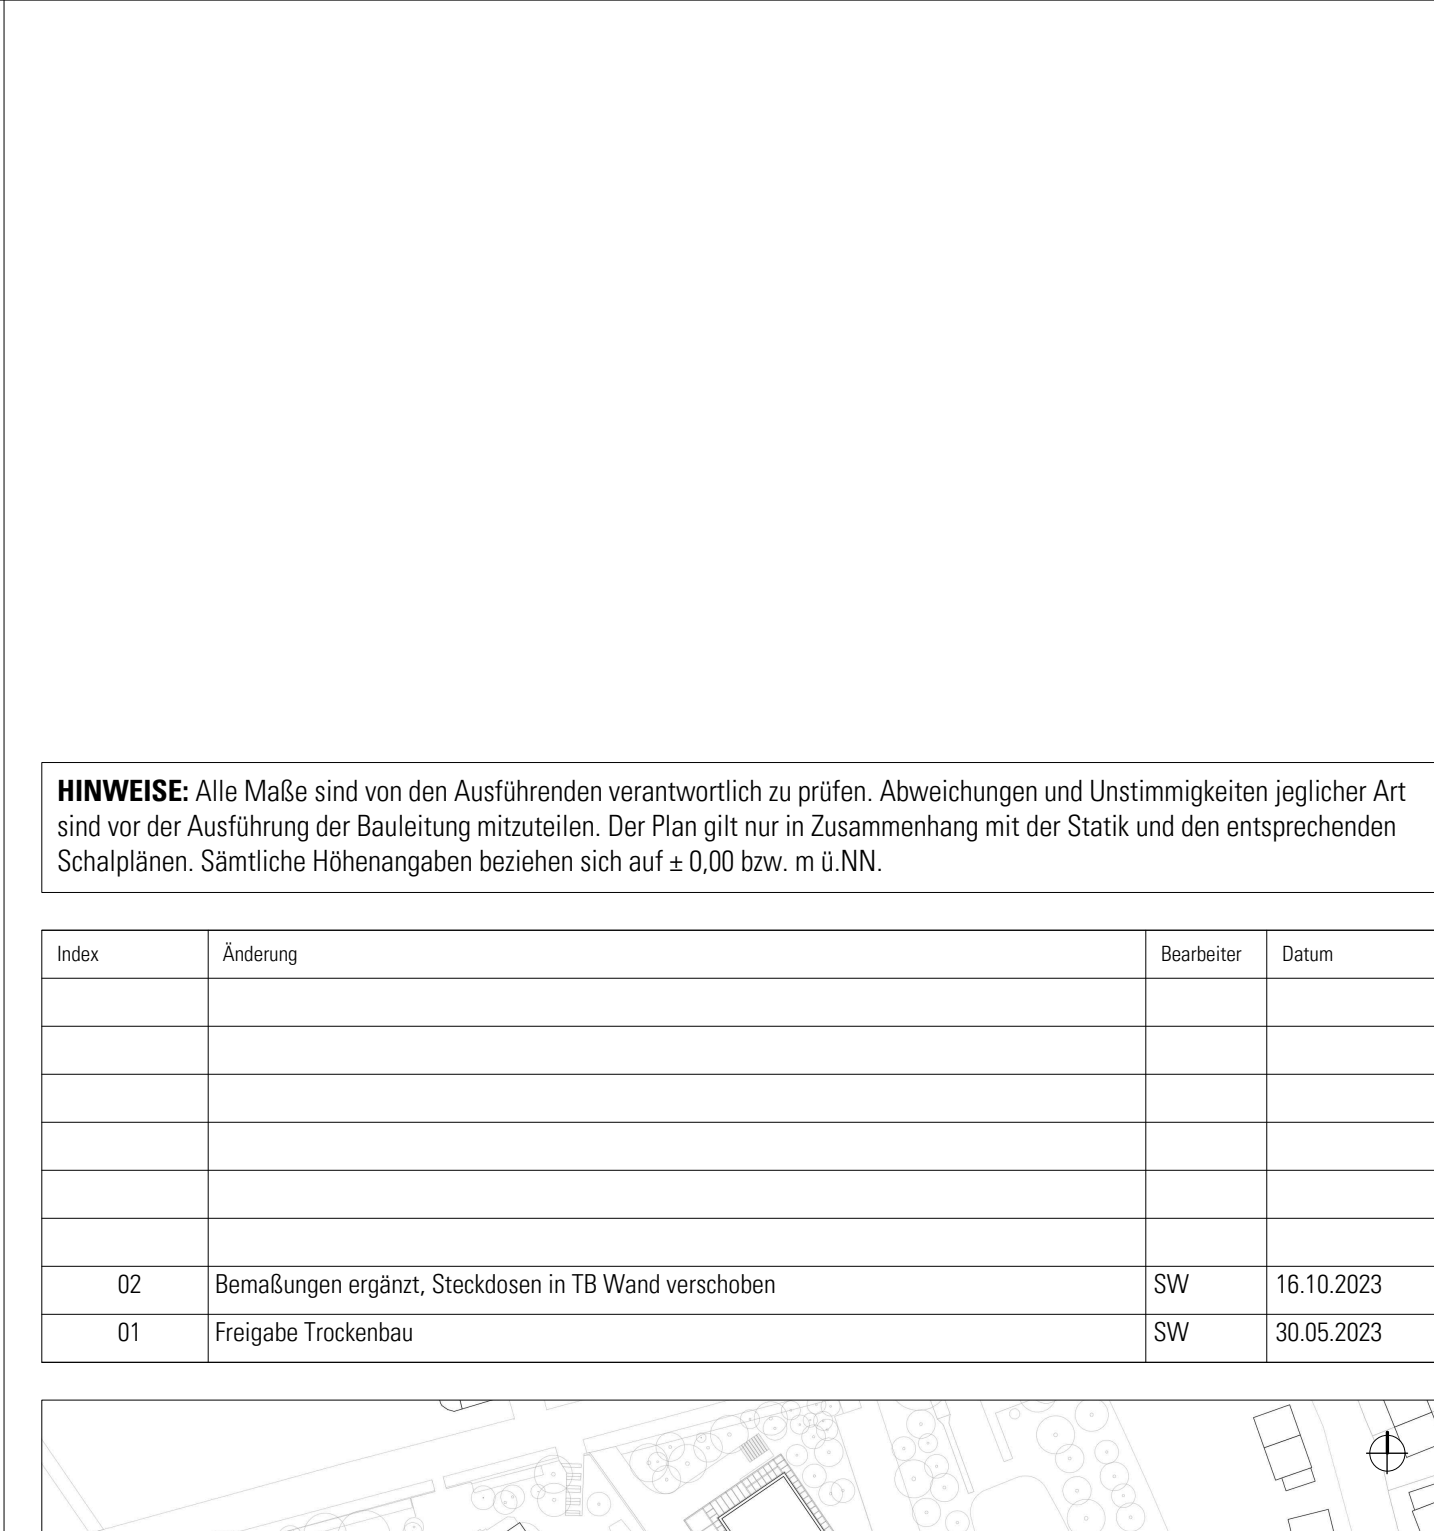 HINWEISE: Alle Maße sind von den Ausführenden verantwortlich zu prüfen. Abweichungen und Unstimmigkeiten jeglicher Art
sind vor der Ausführung der Bauleitung mitzuteilen. Der Plan gilt nur in Zusammenhang mit der Statik und den entsprechenden
Schalplänen. Sämtliche Höhenangaben beziehen sich auf ± 0,00 bzw. m ü.NN.
Index Änderung Bearbeiter Datum
02 Bemaßungen ergänzt, Steckdosen in TB Wand verschoben SW 16.10.2023
01 Freigabe Trockenbau SW 30.05.2023